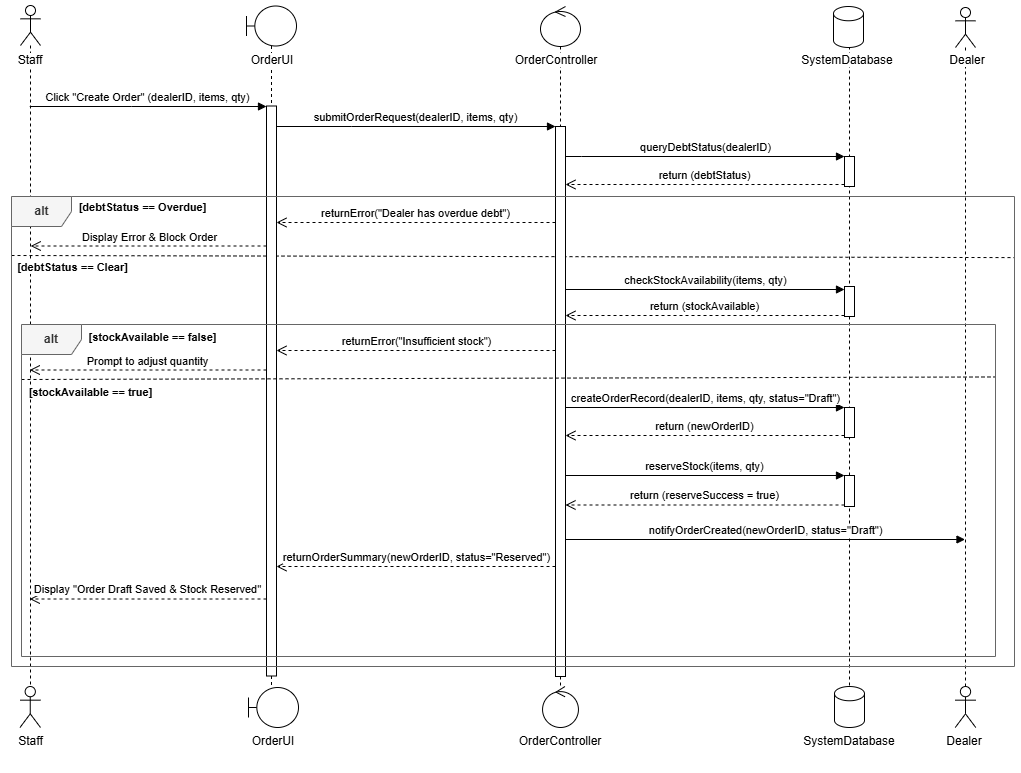 Staff
OrderUI
OrderController
SystemDatabase
Dealer
Click "Create Order" (dealerID, items, qty)
submitOrderRequest(dealerID, items, qty)
queryDebtStatus(dealerID)
return (debtStatus)
alt
[debtStatus == Overdue]
returnError("Dealer has overdue debt")
Display Error & Block Order
[debtStatus == Clear]
checkStockAvailability(items, qty)
return (stockAvailable)
alt
[stockAvailable == false]
returnError("Insufficient stock")
Prompt to adjust quantity
[stockAvailable == true]
createOrderRecord(dealerID, items, qty, status="Draft")
return (newOrderID)
reserveStock(items, qty)
return (reserveSuccess = true)
notifyOrderCreated(newOrderID, status="Draft")
returnOrderSummary(newOrderID, status="Reserved")
Display "Order Draft Saved & Stock Reserved"
Staff
OrderUI
OrderController
SystemDatabase
Dealer